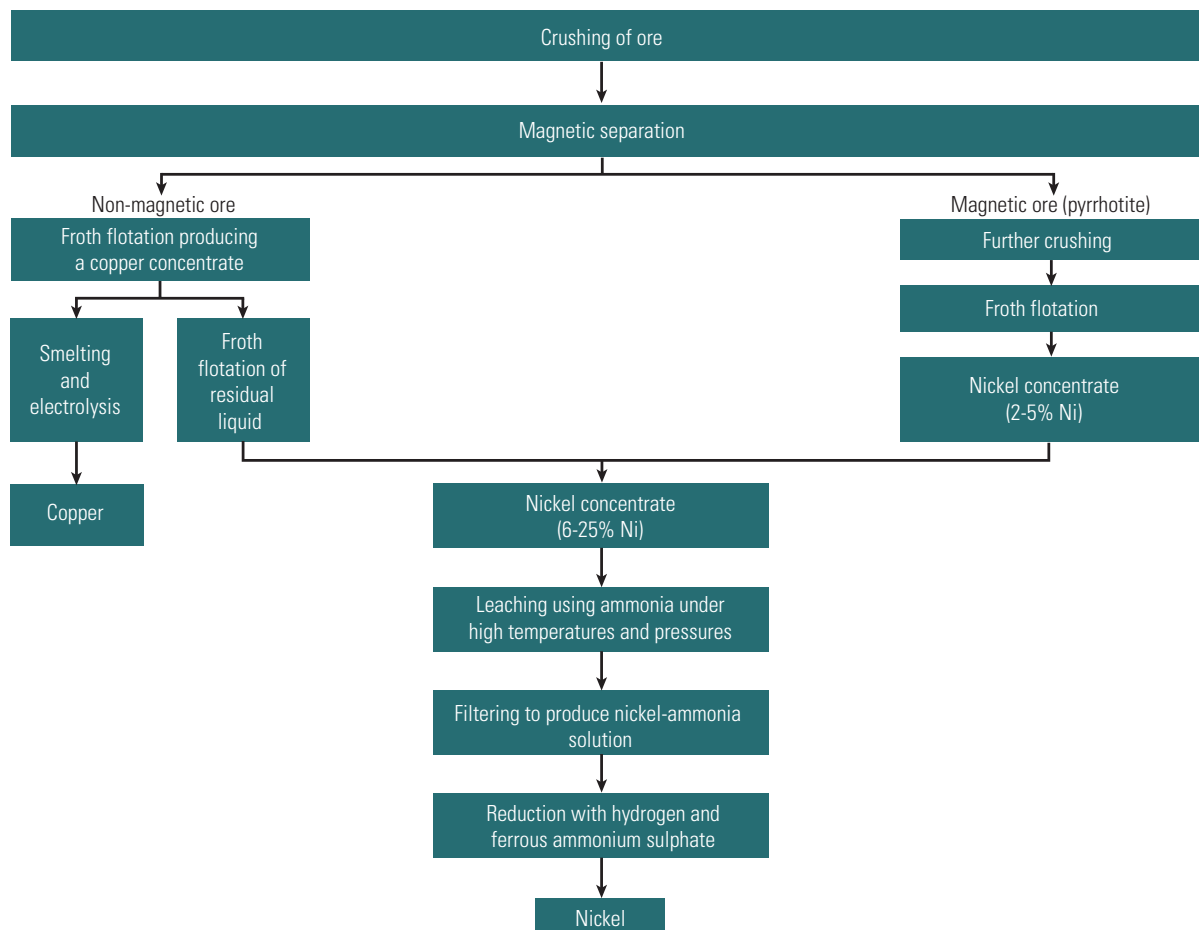 Crushing of ore
Magnetic separation
Non-magnetic ore
Froth flotation producing
a copper concentrate
Smelting
and
electrolysis
Copper
Froth
flotation of
residual
liquid
Magnetic ore (pyrrhotite)
Further crushing
Froth flotation
Nickel concentrate
(2-5% Ni)
Nickel concentrate
(6-25% Ni)
Leaching using ammonia under
high temperatures and pressures
Filtering to produce nickel-ammonia
solution
Reduction with hydrogen and
ferrous ammonium sulphate
Nickel